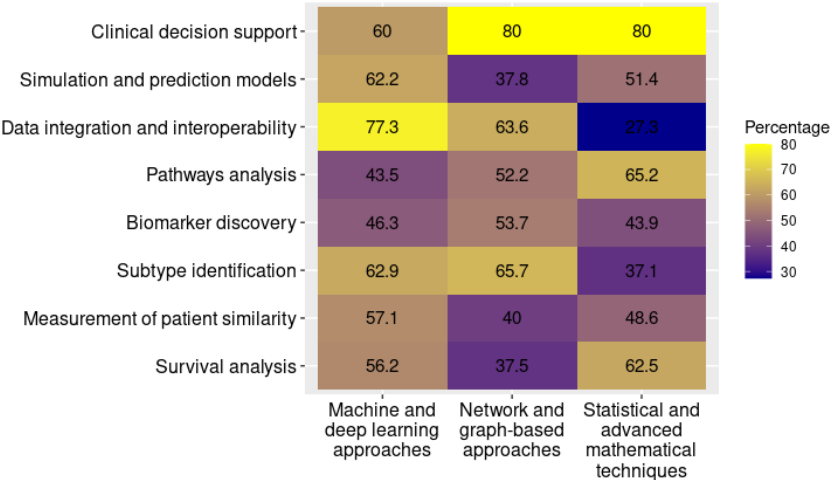 Clinical decision support 60 80 80
Simulation and prediction models 62.2 37.8 51.4
Data integration and interoperability 77.3 63.6 27.3
Pathways analysis 43.5 52.2 65.2
Biomarker discovery 46.3 53.7 43.9
Subtype identification 62.9 65.7 37.1
Measurement of patient similarity 57.1 40 48.6
Survival analysis 56.2 37.5 62.5
Machine and
deep learning
approaches
Network and
graph-based
approaches
Statistical and
advanced
mathematical
techniques
Percentage
80
70
60
50
40
30